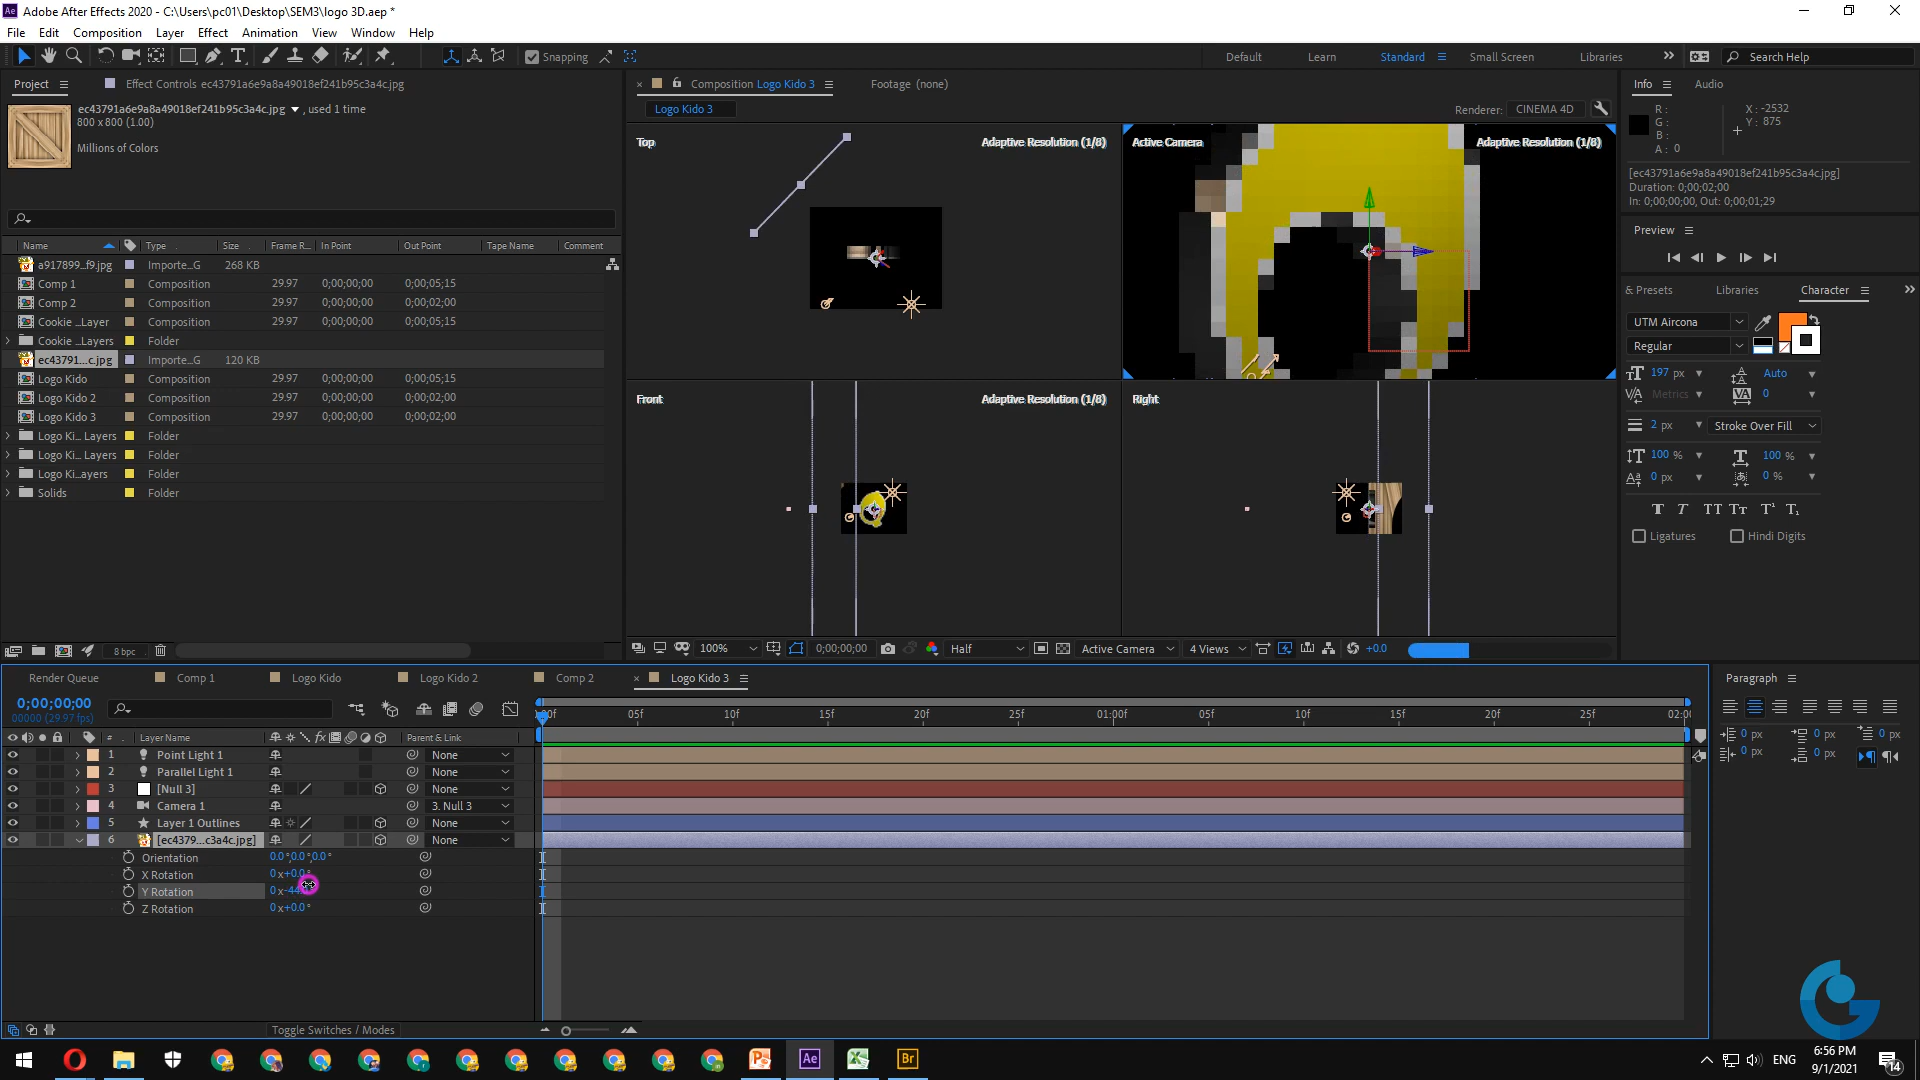 Adobe After Effects 2020 - C:\Users\pc01\Desktop\SEM3\logo 3D.aep *
File Edit Composition Layer Effect Animation View Window Help
Snapping
Default Learn Standard Small Screen Libraries Search Help
Project Effect Controls ec43791a6e9a8a49018ef241b95c3a4c.jpg
ec43791a6e9a8a49018ef241b95c3a4c.jpg , used 1 time
800 x 800 (1.00)
Millions of Colors
Name Type Size Frame R... In Point Out Point Tape Name Comment
a917899...f9.jpg Importe...G 268 KB
Comp 1 Composition 29.97 0;00;00;00 0;00;05;15
Comp 2 Composition 29.97 0;00;00;00 0;00;02;00
Cookie ...Layer Composition 29.97 0;00;00;00 0;00;05;15
Cookie ...Layers Folder
ec43791...c.jpg Importe...G 120 KB
Logo Kido Composition 29.97 0;00;00;00 0;00;05;15
Logo Kido 2 Composition 29.97 0;00;00;00 0;00;02;00
Logo Kido 3 Composition 29.97 0;00;00;00 0;00;02;00
Logo Ki... Layers Folder
Logo Ki... Layers Folder
Logo Ki...ayers Folder
Solids Folder
8 bpc
Composition Logo Kido 3 Footage (none)
Logo Kido 3
Renderer: CINEMA 4D
Top Adaptive Resolution (1/8)
Active Camera Adaptive Resolution (1/8)
Front Adaptive Resolution (1/8)
Right
100% 0;00;00;00 Half Active Camera 4 Views +0.0
Info Audio
R : X : -2532
G : Y : 875
B :
A : 0
[ec43791a6e9a8a49018ef241b95c3a4c.jpg]
Duration: 0;00;02;00
In: 0;00;00;00, Out: 0;00;01;29
Preview
& Presets Libraries Character
UTM Aircona
Regular
197 px Auto
Metrics 0
2 px Stroke Over Fill
100 % 100 %
0 px 0 %
T T TT Tt T¹ T₁
Ligatures Hindi Digits
Render Queue Comp 1 Logo Kido Logo Kido 2 Comp 2 Logo Kido 3
0;00;00;00
00000 (29.97 fps)
:00f 05f 10f 15f 20f 25f 01:00f 05f 10f 15f 20f 25f 02:00
# Layer Name Parent & Link
1 Point Light 1 None
2 Parallel Light 1 None
3 [Null 3] None
4 Camera 1 3. Null 3
5 Layer 1 Outlines None
6 [ec4379...c3a4c.jpg] None
Orientation 0.0 °,0.0 °,0.0 °
X Rotation 0 x+0.0 °
Y Rotation 0 x-44
Z Rotation 0 x+0.0 °
Toggle Switches / Modes
Paragraph
0 px 0 px 0 px
0 px 0 px
ENG
6:56 PM
9/1/2021
14